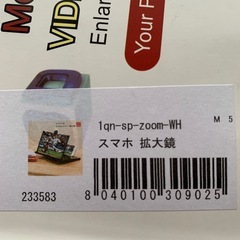 Mo
VID
Enlar
Your F
1qn-sp-zoom-WH
M 5
スマホ 拡大鏡
233583
8 040100 309025